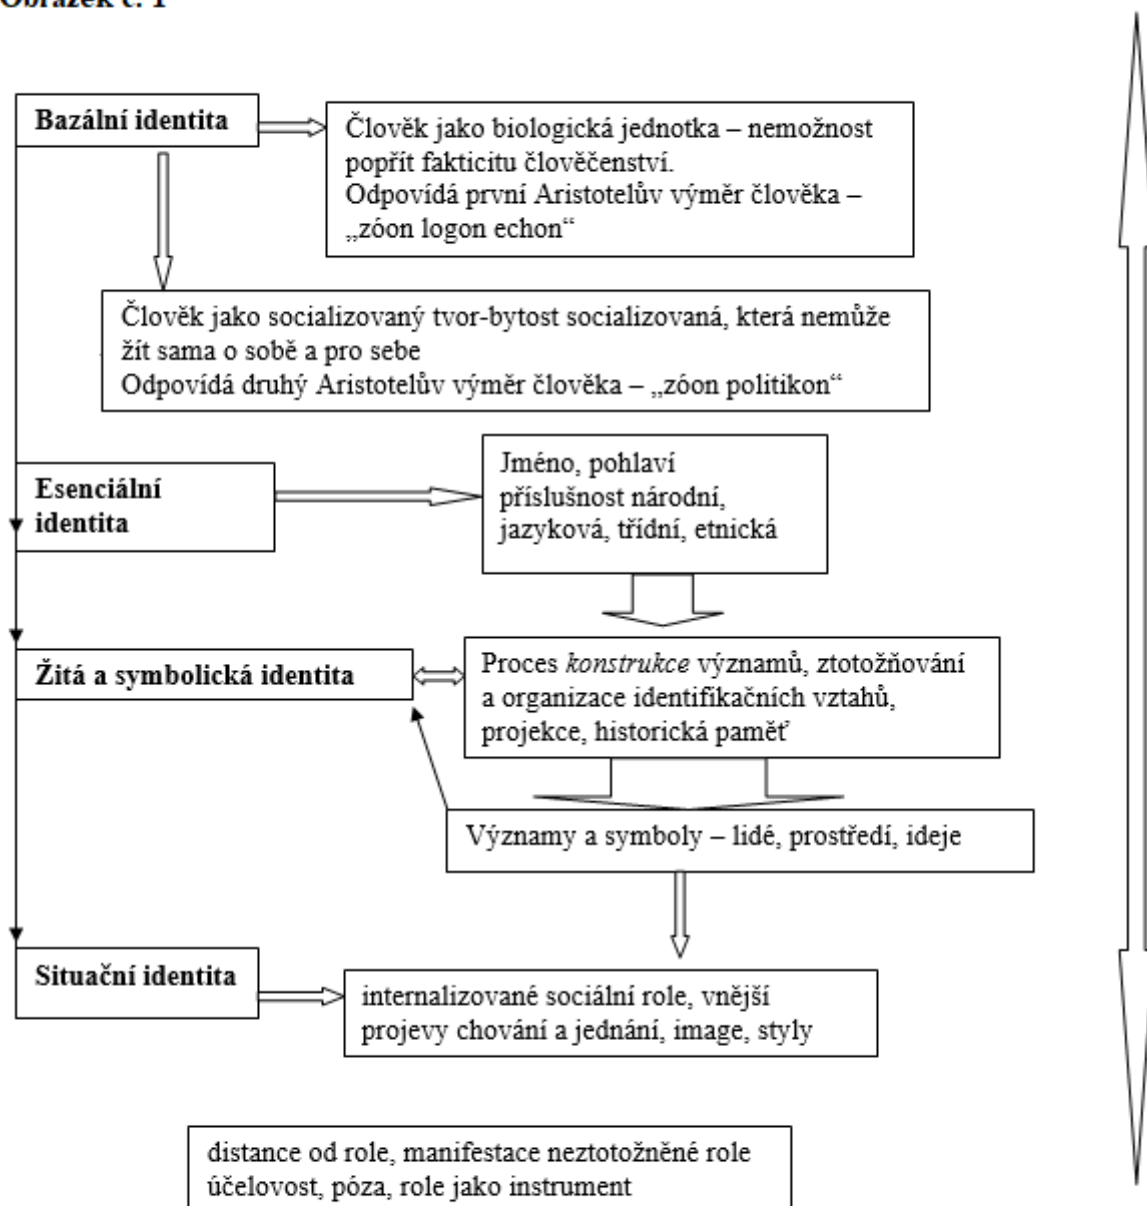 Obrázek č. 1
Bazální identita
Člověk jako biologická jednotka – nemožnost
popřít fakticitu člověčenství.
Odpovídá první Aristotelův výměr člověka –
„zóon logon echon“
Člověk jako socializovaný tvor-bytost socializovaná, která nemůže
žít sama o sobě a pro sebe
Odpovídá druhý Aristotelův výměr člověka – „zóon politikon“
Esenciální
identita
Jméno, pohlaví
příslušnost národní,
jazyková, třídní, etnická
Žitá a symbolická identita
Proces konstrukce významů, ztotožňování
a organizace identifikačních vztahů,
projekce, historická paměť
Významy a symboly – lidé, prostředí, ideje
Situační identita
internalizované sociální role, vnější
projevy chování a jednání, image, styly
distance od role, manifestace neztotožněné role
účelovost, póza, role jako instrument